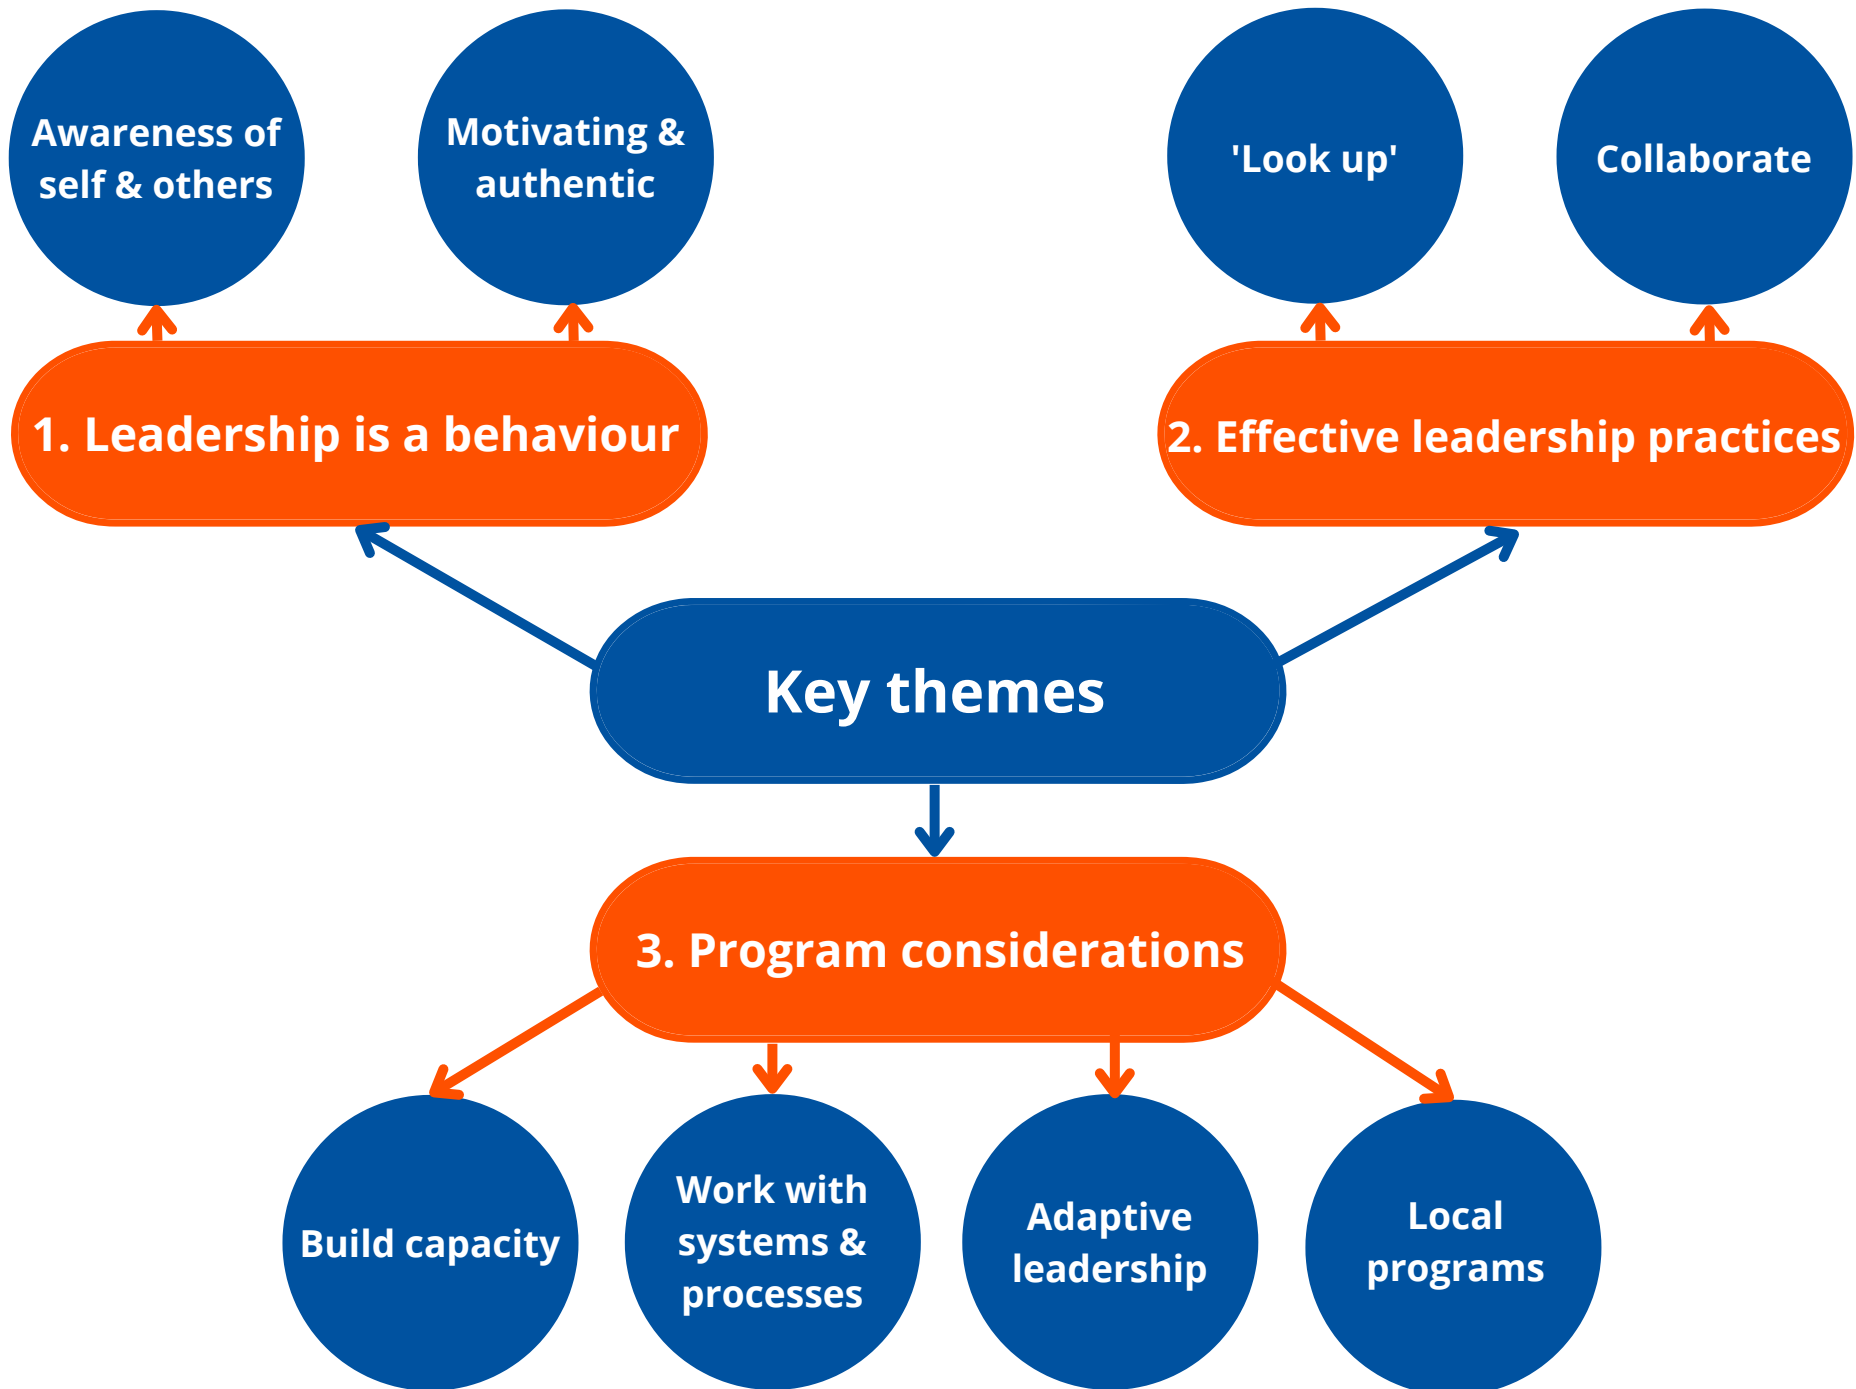 Awareness of
self & others
Motivating &
authentic
'Look up'
Collaborate
1. Leadership is a behaviour
2. Effective leadership practices
Key themes
3. Program considerations
Build capacity
Work with
systems &
processes
Adaptive
leadership
Local
programs